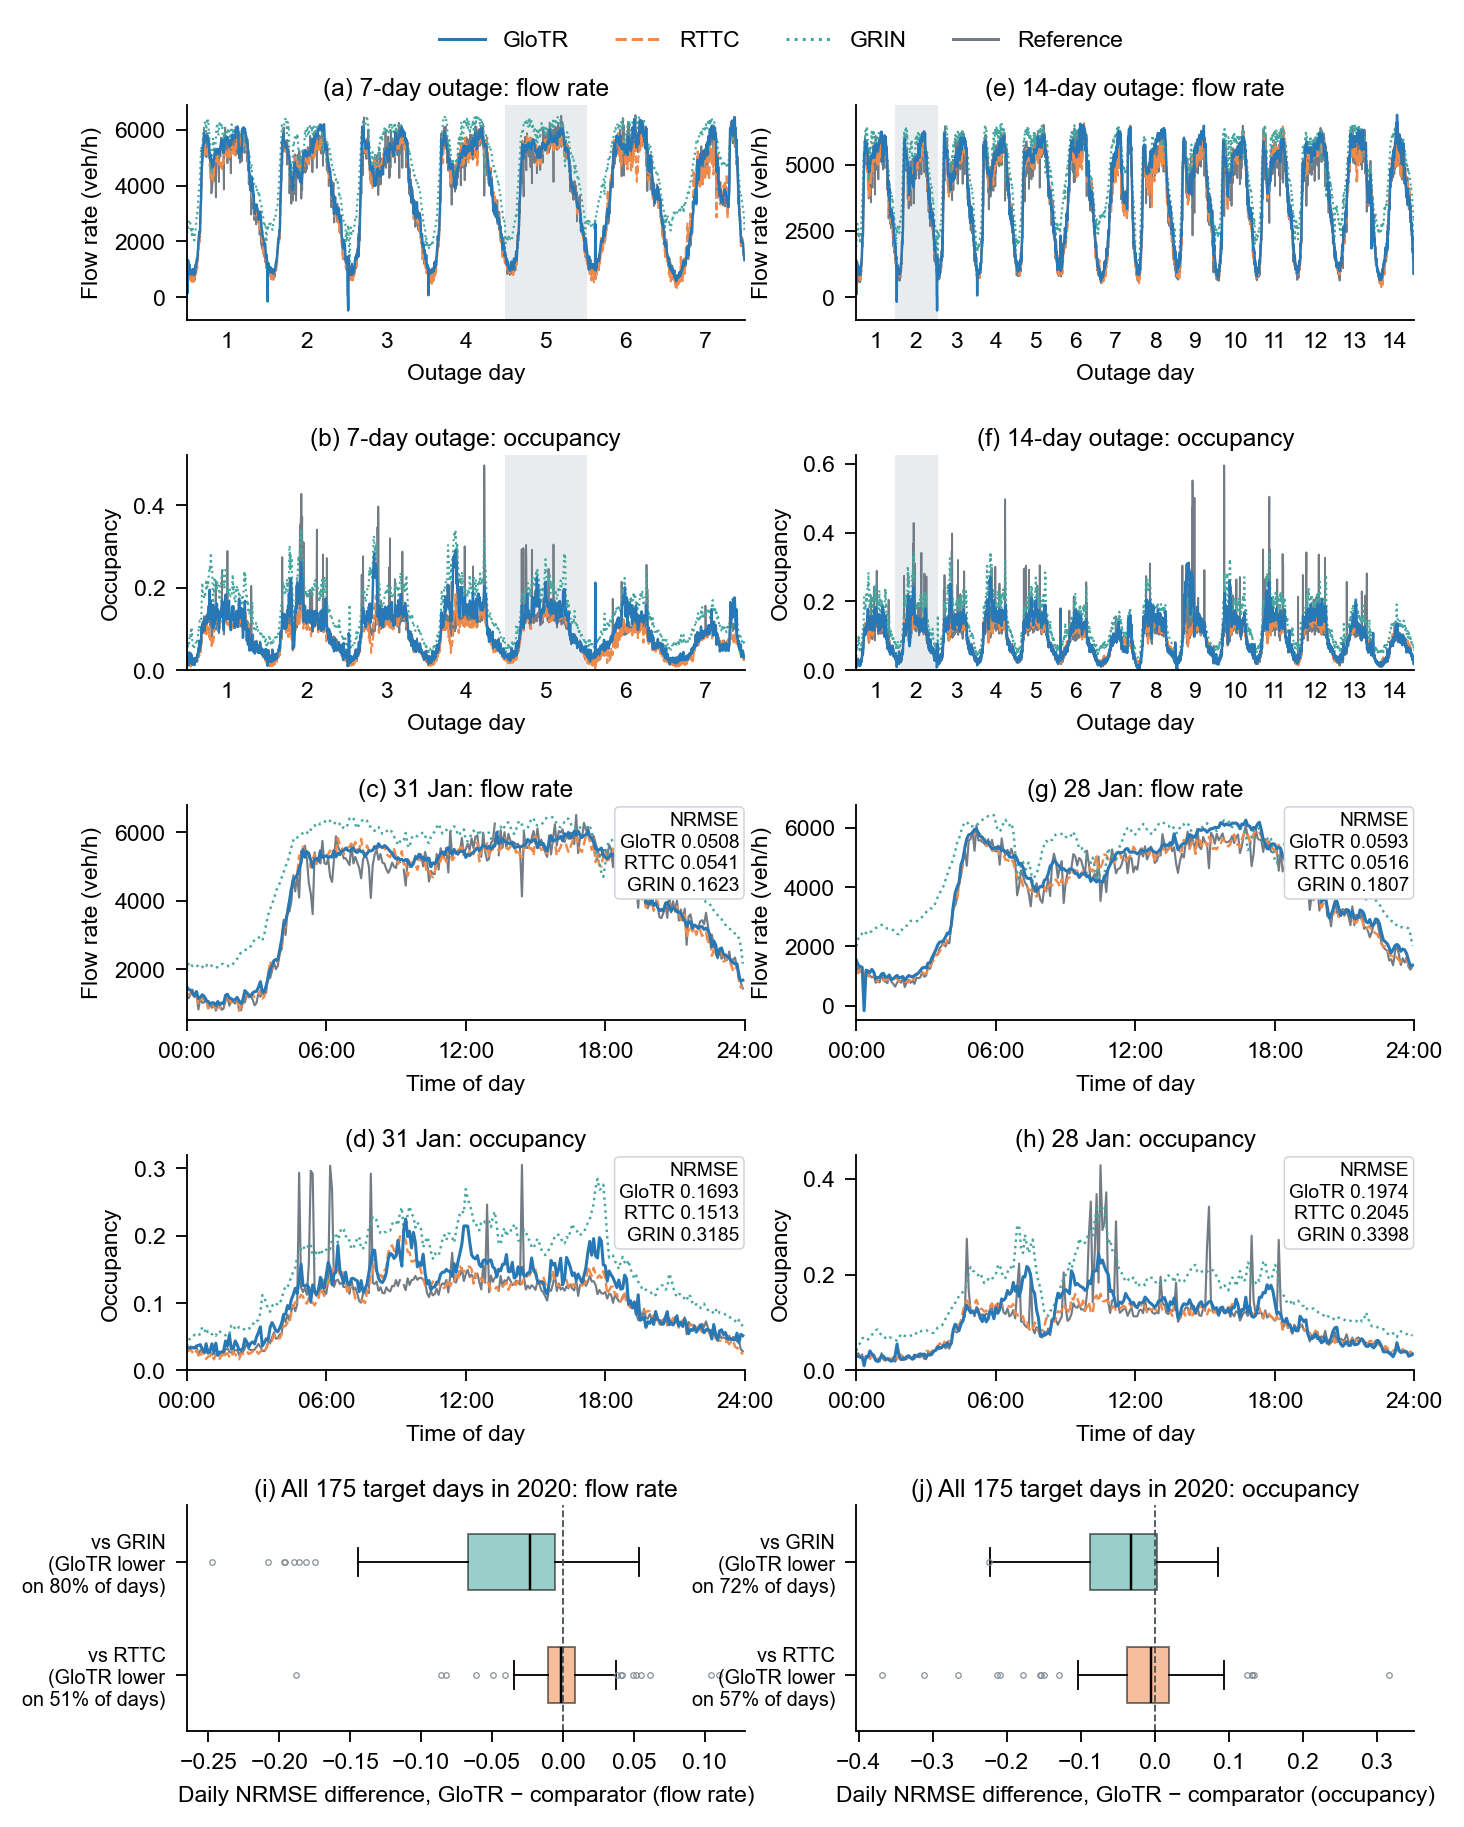 GloTR RTTC GRIN Reference
(a) 7-day outage: flow rate
Flow rate (veh/h)
6000
4000
2000
0
1 2 3 4 5 6 7
Outage day
(e) 14-day outage: flow rate
Flow rate (veh/h)
5000
2500
0
1 2 3 4 5 6 7 8 9 10 11 12 13 14
Outage day
(b) 7-day outage: occupancy
Occupancy
0.4
0.2
0.0
1 2 3 4 5 6 7
Outage day
(f) 14-day outage: occupancy
Occupancy
0.6
0.4
0.2
0.0
1 2 3 4 5 6 7 8 9 10 11 12 13 14
Outage day
(c) 31 Jan: flow rate
Flow rate (veh/h)
6000
4000
2000
NRMSE
GloTR 0.0508
RTTC 0.0541
GRIN 0.1623
00:00 06:00 12:00 18:00 24:00
Time of day
(g) 28 Jan: flow rate
Flow rate (veh/h)
6000
4000
2000
0
NRMSE
GloTR 0.0593
RTTC 0.0516
GRIN 0.1807
00:00 06:00 12:00 18:00 24:00
Time of day
(d) 31 Jan: occupancy
Occupancy
0.3
0.2
0.1
0.0
NRMSE
GloTR 0.1693
RTTC 0.1513
GRIN 0.3185
00:00 06:00 12:00 18:00 24:00
Time of day
(h) 28 Jan: occupancy
Occupancy
0.4
0.2
0.0
NRMSE
GloTR 0.1974
RTTC 0.2045
GRIN 0.3398
00:00 06:00 12:00 18:00 24:00
Time of day
(i) All 175 target days in 2020: flow rate
vs GRIN
(GloTR lower
on 80% of days)
vs RTTC
(GloTR lower
on 51% of days)
−0.25 −0.20 −0.15 −0.10 −0.05 0.00 0.05 0.10
Daily NRMSE difference, GloTR − comparator (flow rate)
(j) All 175 target days in 2020: occupancy
vs GRIN
(GloTR lower
on 72% of days)
vs RTTC
(GloTR lower
on 57% of days)
−0.4 −0.3 −0.2 −0.1 0.0 0.1 0.2 0.3
Daily NRMSE difference, GloTR − comparator (occupancy)